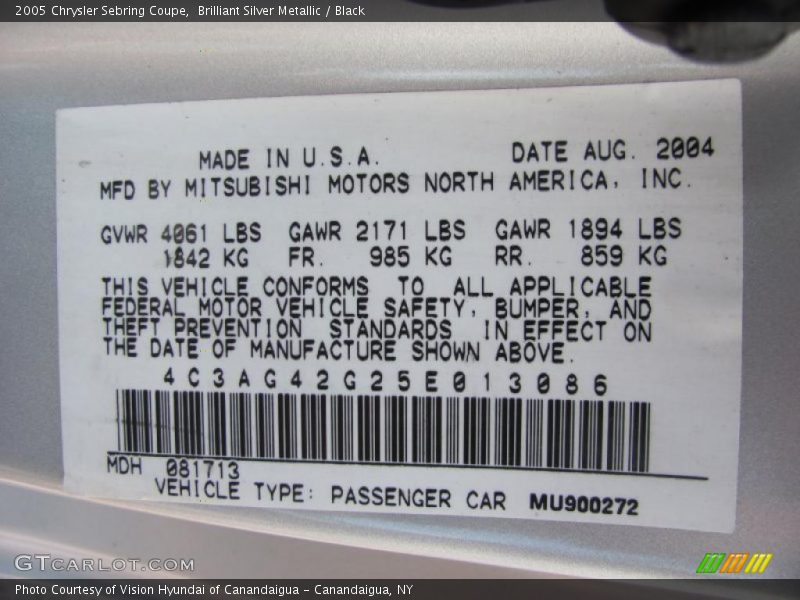 2005 Chrysler Sebring Coupe, Brilliant Silver Metallic / Black
MADE IN U.S.A. DATE AUG. 2004
MFD BY MITSUBISHI MOTORS NORTH AMERICA, INC.
GVWR 4061 LBS GAWR 2171 LBS GAWR 1894 LBS
1842 KG FR. 985 KG RR. 859 KG
THIS VEHICLE CONFORMS TO ALL APPLICABLE
FEDERAL MOTOR VEHICLE SAFETY, BUMPER, AND
THEFT PREVENTION STANDARDS IN EFFECT ON
THE DATE OF MANUFACTURE SHOWN ABOVE.
4C3AG42G25E013086
MDH 081713
VEHICLE TYPE: PASSENGER CAR MU900272
GTCARLOT.COM
Photo Courtesy of Vision Hyundai of Canandaigua - Canandaigua, NY